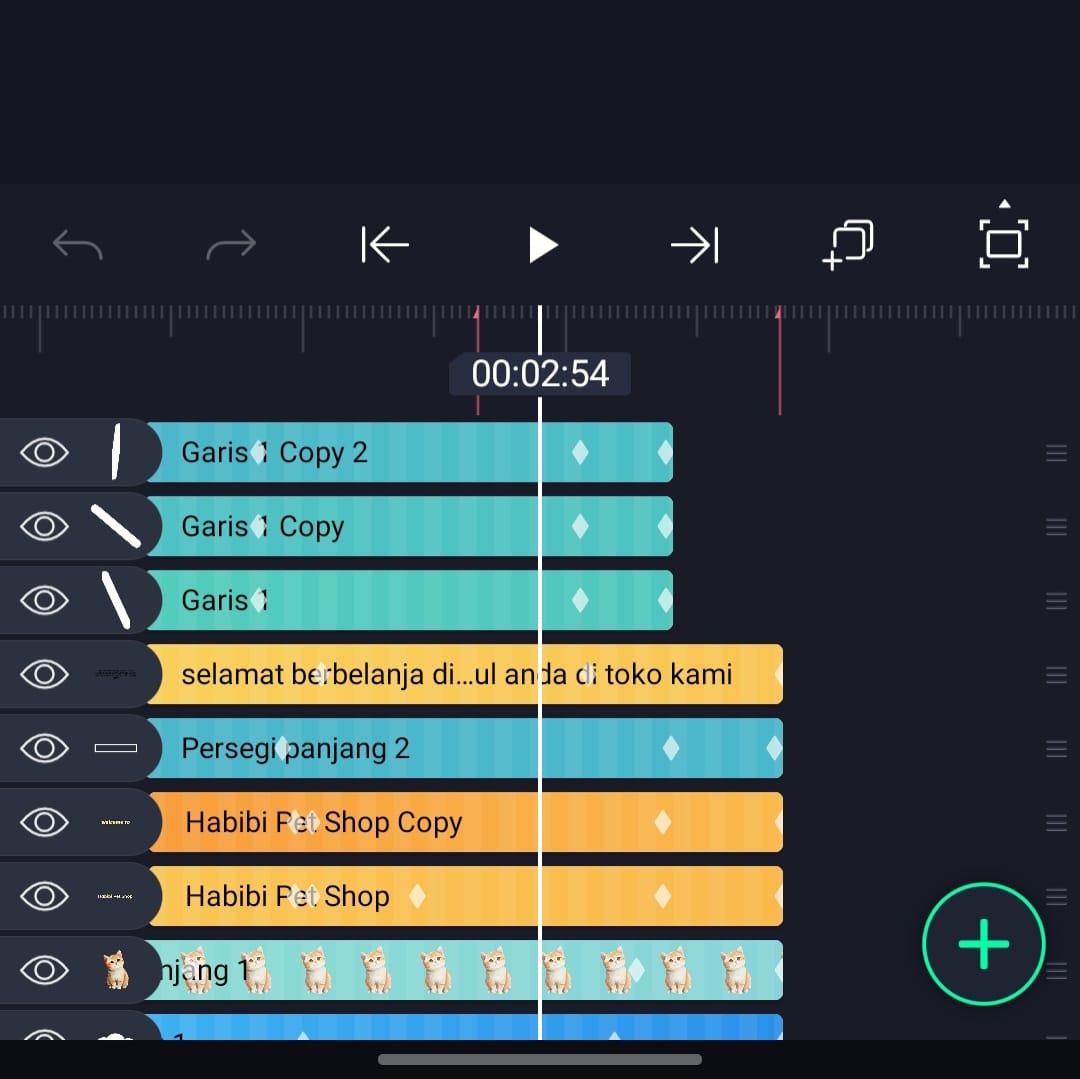 00:02:54
Garis 1 Copy 2
Garis 1 Copy
Garis 1
selamat berbelanja di...ul anda di toko kami
Persegi panjang 2
Habibi Pet Shop Copy
Habibi Pet Shop
njang 1
1